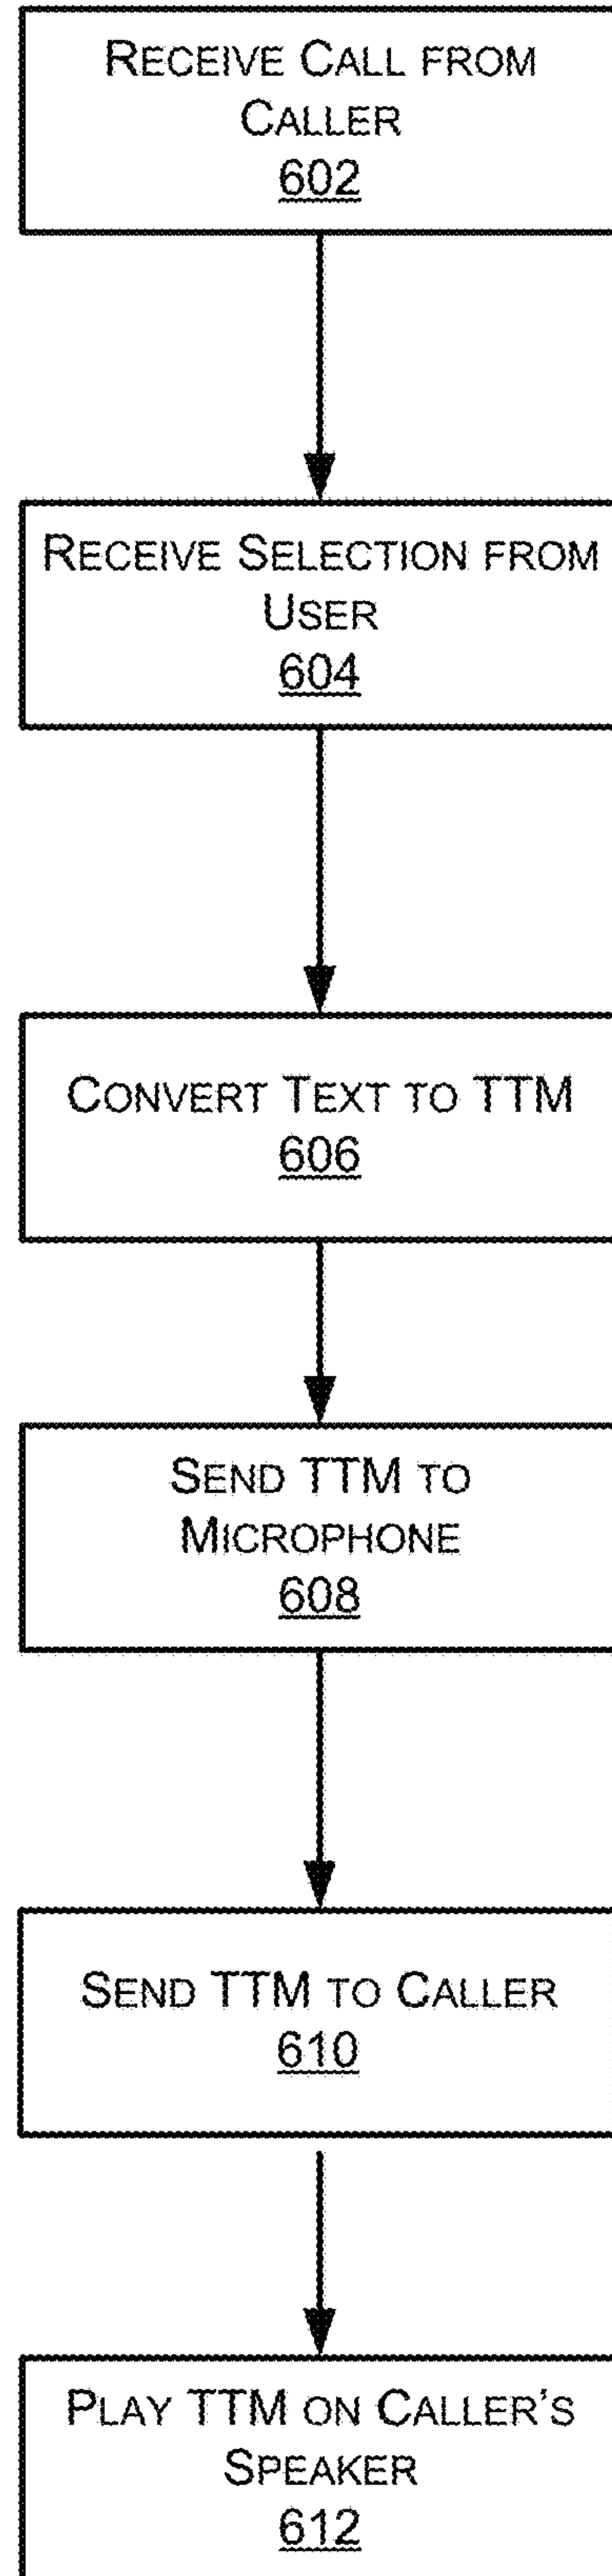 RECEIVE CALL FROM
CALLER
602
RECEIVE SELECTION FROM
USER
604
CONVERT TEXT TO TTM
606
SEND TTM TO
MICROPHONE
608
SEND TTM TO CALLER
610
PLAY TTM ON CALLER'S
SPEAKER
612